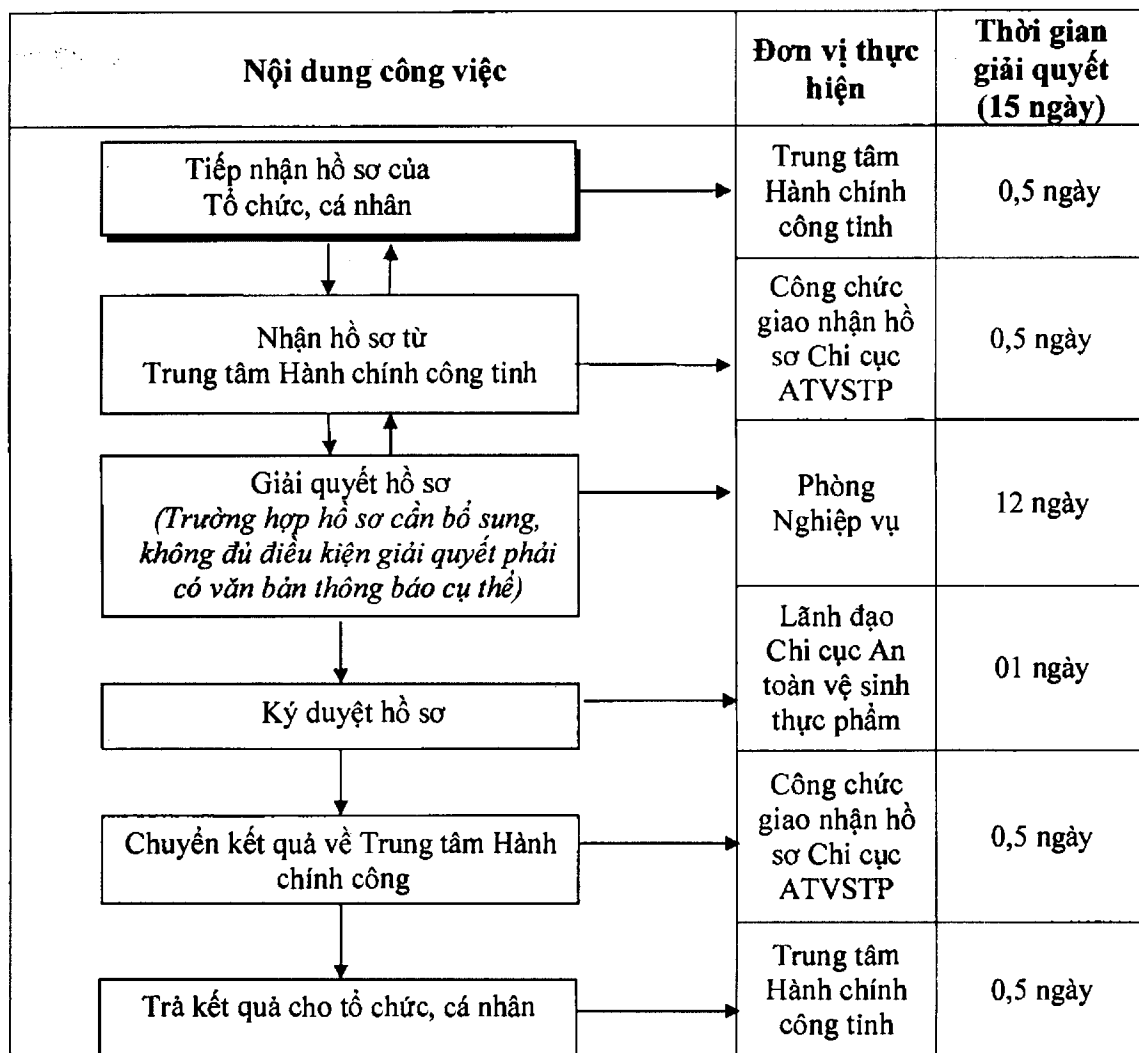 Nội dung công việc
Đơn vị thực
hiện
Thời gian
giải quyết
(15 ngày)
Tiếp nhận hồ sơ của
Tổ chức, cá nhân
Trung tâm
Hành chính
công tỉnh
0,5 ngày
Nhận hồ sơ từ
Trung tâm Hành chính công tỉnh
Công chức
giao nhận hồ
sơ Chi cục
ATVSTP
0,5 ngày
Giải quyết hồ sơ
(Trường hợp hồ sơ cần bổ sung,
không đủ điều kiện giải quyết phải
có văn bản thông báo cụ thể)
Phòng
Nghiệp vụ
12 ngày
Ký duyệt hồ sơ
Lãnh đạo
Chi cục An
toàn vệ sinh
thực phẩm
01 ngày
Chuyển kết quả về Trung tâm Hành
chính công
Công chức
giao nhận hồ
sơ Chi cục
ATVSTP
0,5 ngày
Trả kết quả cho tổ chức, cá nhân
Trung tâm
Hành chính
công tỉnh
0,5 ngày